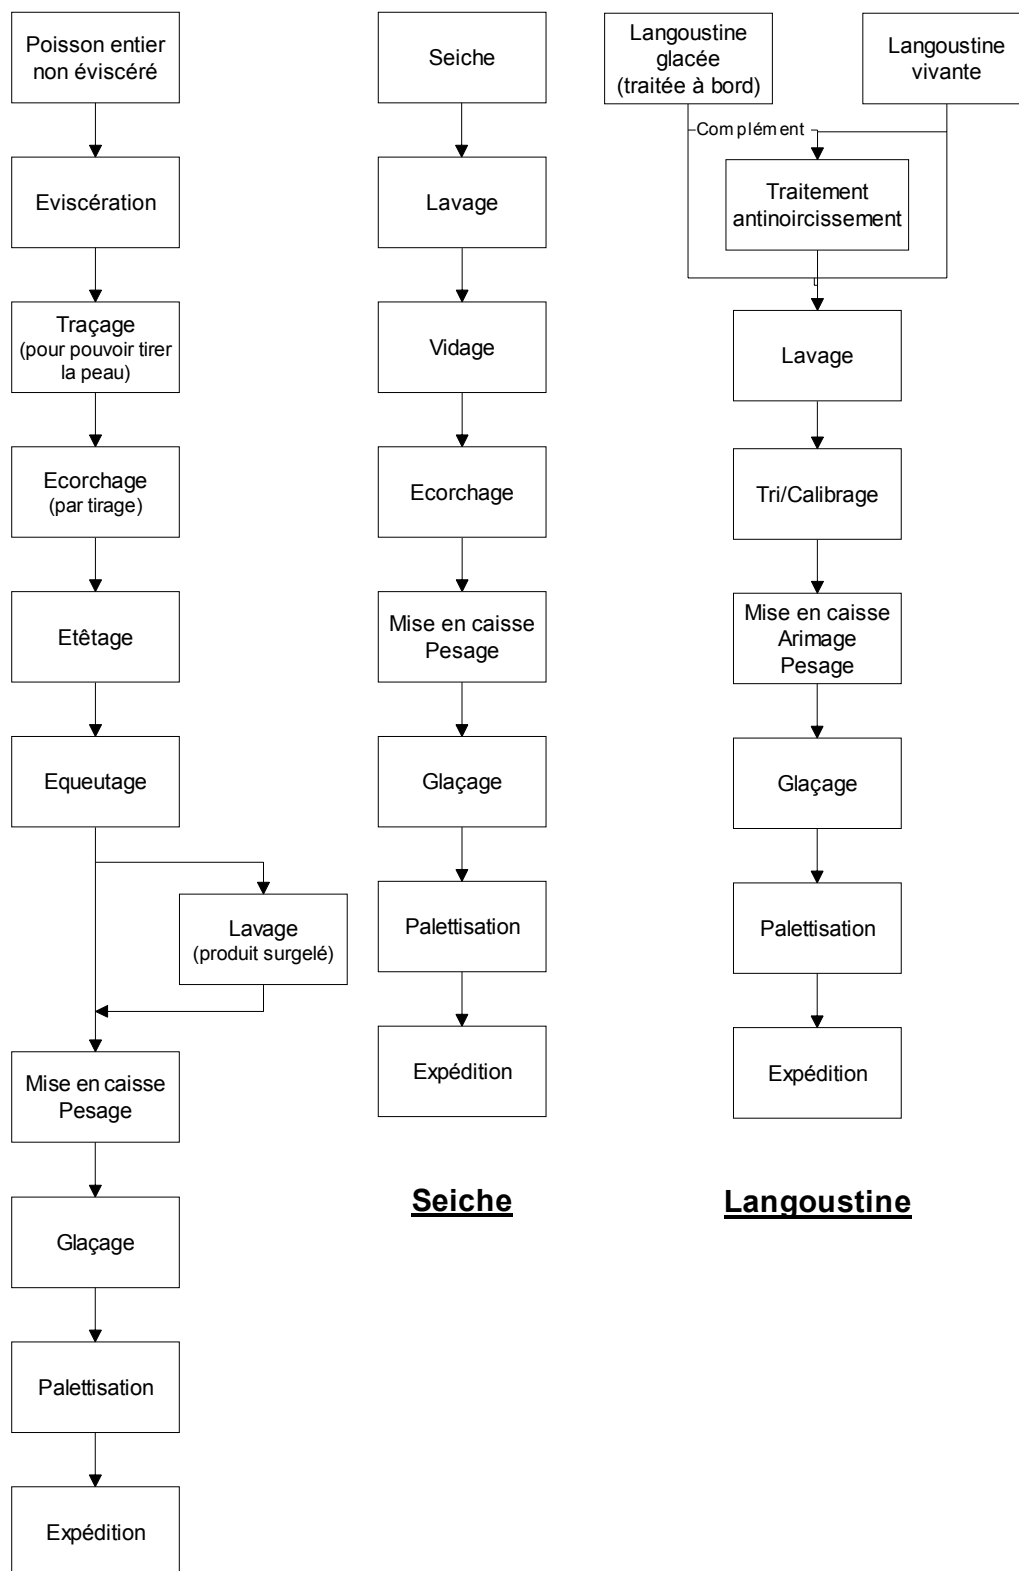 Poisson entier
non éviscéré
Eviscération
Traçage
(pour pouvoir tirer
la peau)
Ecorchage
(par tirage)
Etêtage
Equeutage
Lavage
(produit surgelé)
Mise en caisse
Pesage
Glaçage
Palettisation
Expédition
Seiche
Lavage
Vidage
Ecorchage
Mise en caisse
Pesage
Glaçage
Palettisation
Expédition
Seiche
Langoustine
glacée
(traitée à bord)
Langoustine
vivante
Complément
Traitement
antinoircissement
Lavage
Tri/Calibrage
Mise en caisse
Arimage
Pesage
Glaçage
Palettisation
Expédition
Langoustine